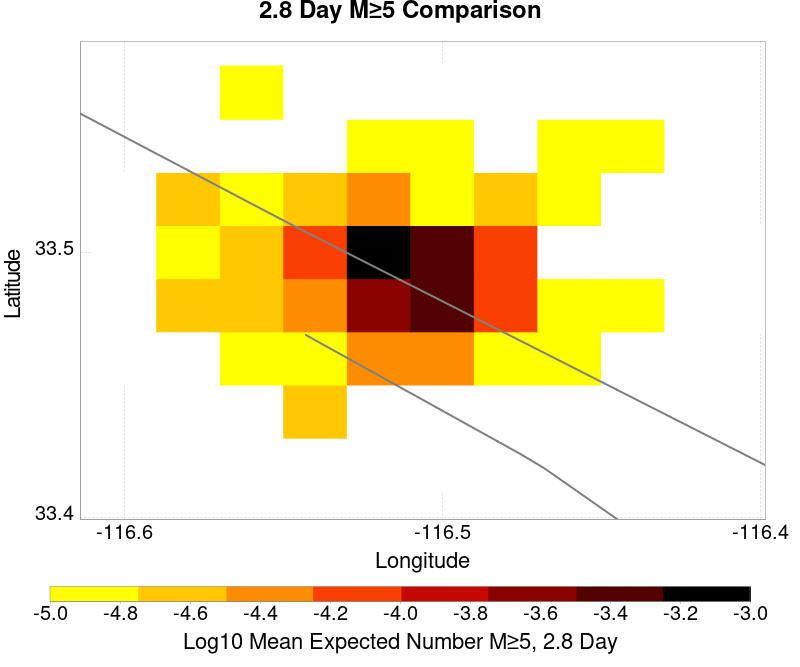 2.8 Day M≥5 Comparison
Latitude
33.5
33.4
-116.6 -116.5 -116.4
Longitude
-5.0 -4.8 -4.6 -4.4 -4.2 -4.0 -3.8 -3.6 -3.4 -3.2 -3.0
Log10 Mean Expected Number M≥5, 2.8 Day